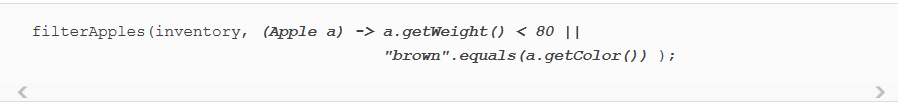 filterApples(inventory, (Apple a) -> a.getWeight() < 80 ||
"brown".equals(a.getColor()) );